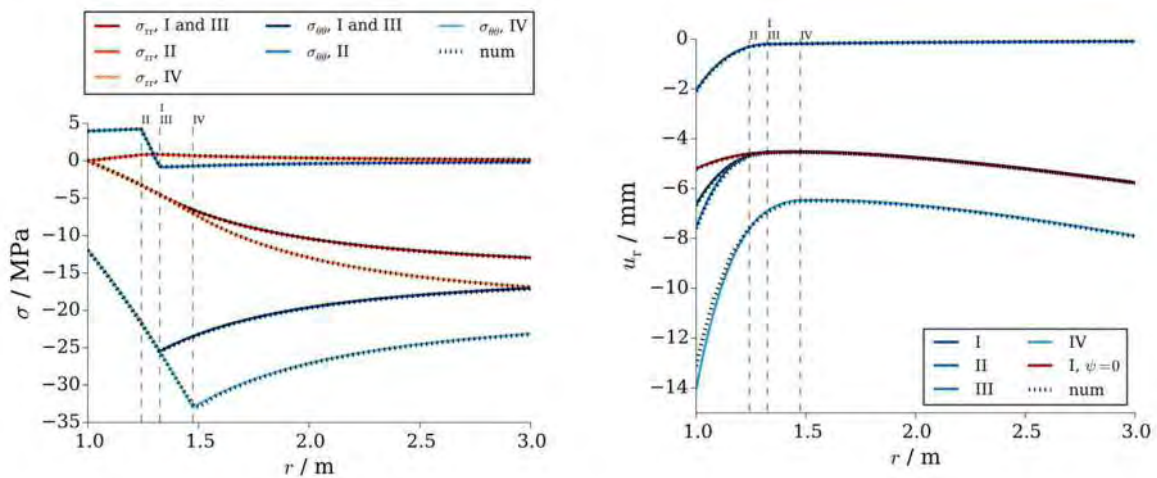 σrr, I and III
σrr, II
σrr, IV
σθθ, I and III
σθθ, II
σθθ, IV
num
I
II III IV
σ / MPa
5
0
−5
−10
−15
−20
−25
−30
−35
1.0 1.5 2.0 2.5 3.0
r / m
I
II III IV
ur / mm
0
−2
−4
−6
−8
−10
−12
−14
I
II
III
IV
I, ψ=0
num
1.0 1.5 2.0 2.5 3.0
r / m